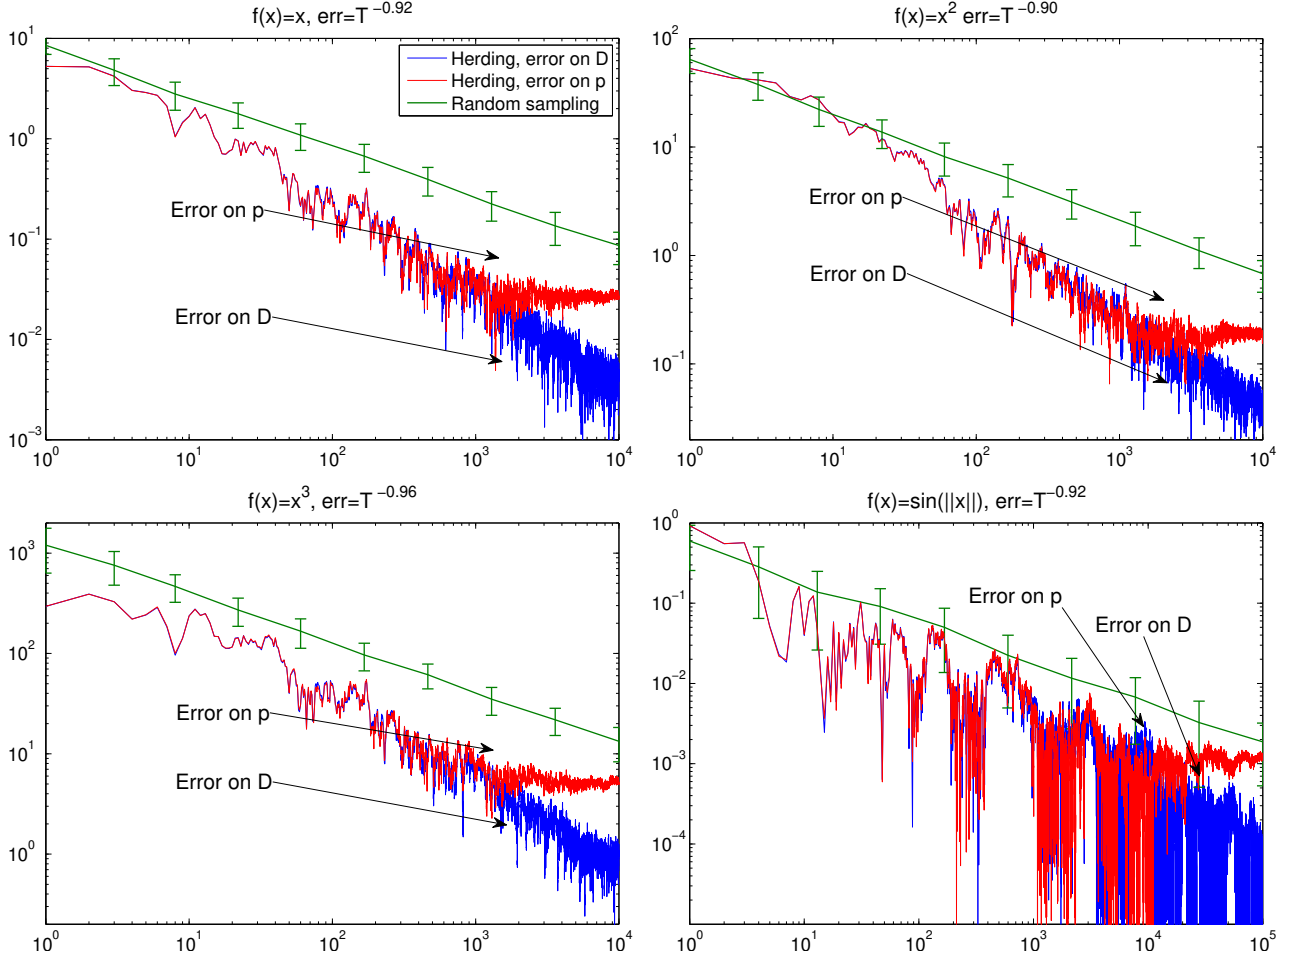 f(x)=x, err=T^-0.92
10^1
10^0
10^-1
10^-2
10^-3
10^0 10^1 10^2 10^3 10^4
Herding, error on D
Herding, error on p
Random sampling
Error on p
Error on D
f(x)=x^2 err=T^-0.90
10^2
10^1
10^0
10^-1
10^0 10^1 10^2 10^3 10^4
Error on p
Error on D
f(x)=x^3, err=T^-0.96
10^3
10^2
10^1
10^0
10^0 10^1 10^2 10^3 10^4
Error on p
Error on D
f(x)=sin(||x||), err=T^-0.92
10^0
10^-1
10^-2
10^-3
10^-4
10^0 10^1 10^2 10^3 10^4 10^5
Error on p
Error on D